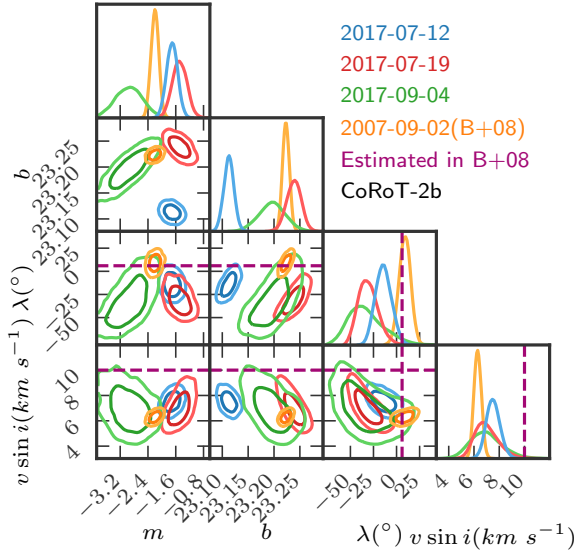 2017-07-12
2017-07-19
2017-09-04
2007-09-02(B+08)
Estimated in B+08
CoRoT-2b
b
23.25
23.20
23.15
23.10
λ(°)
25
0
−25
−50
v sin i(km s⁻¹)
10
8
6
4
−3.2 −2.4 −1.6 −0.8
m
23.10 23.15 23.20 23.25
b
−50 −25 0 25
λ(°)
4 6 8 10
v sin i(km s⁻¹)